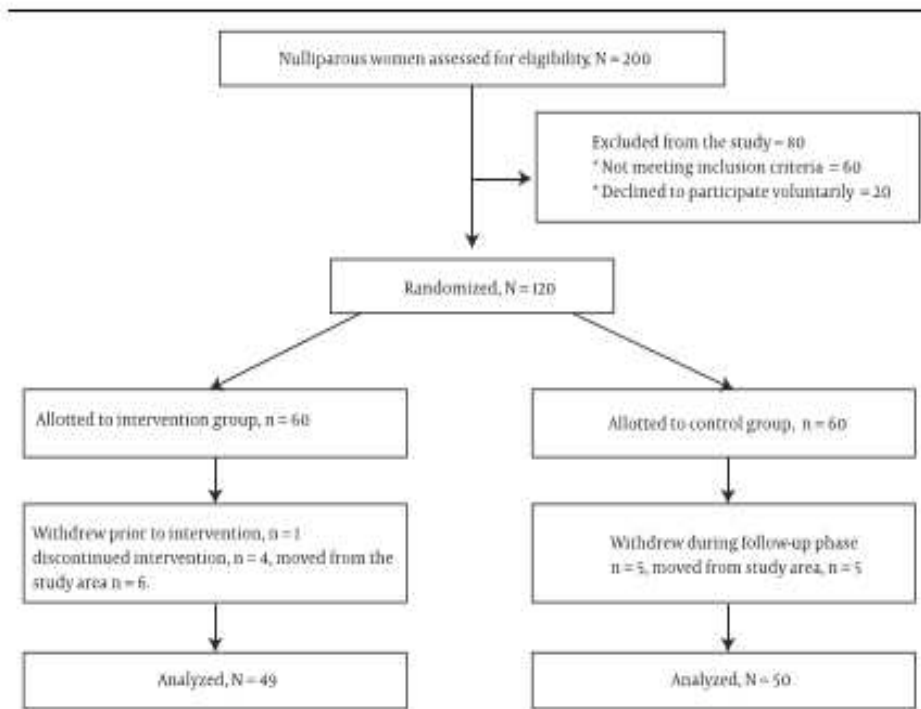 Nulliparous women assessed for eligibility, N = 200
Excluded from the study = 80
* Not meeting inclusion criteria = 60
* Declined to participate voluntarily = 20
Randomized, N = 120
Allotted to intervention group, n = 60
Allotted to control group, n = 60
Withdrew prior to intervention, n = 1
discontinued intervention, n = 4, moved from the
study area n = 6.
Withdrew during follow-up phase
n = 5, moved from study area, n = 5
Analyzed, N = 49
Analyzed, N = 50